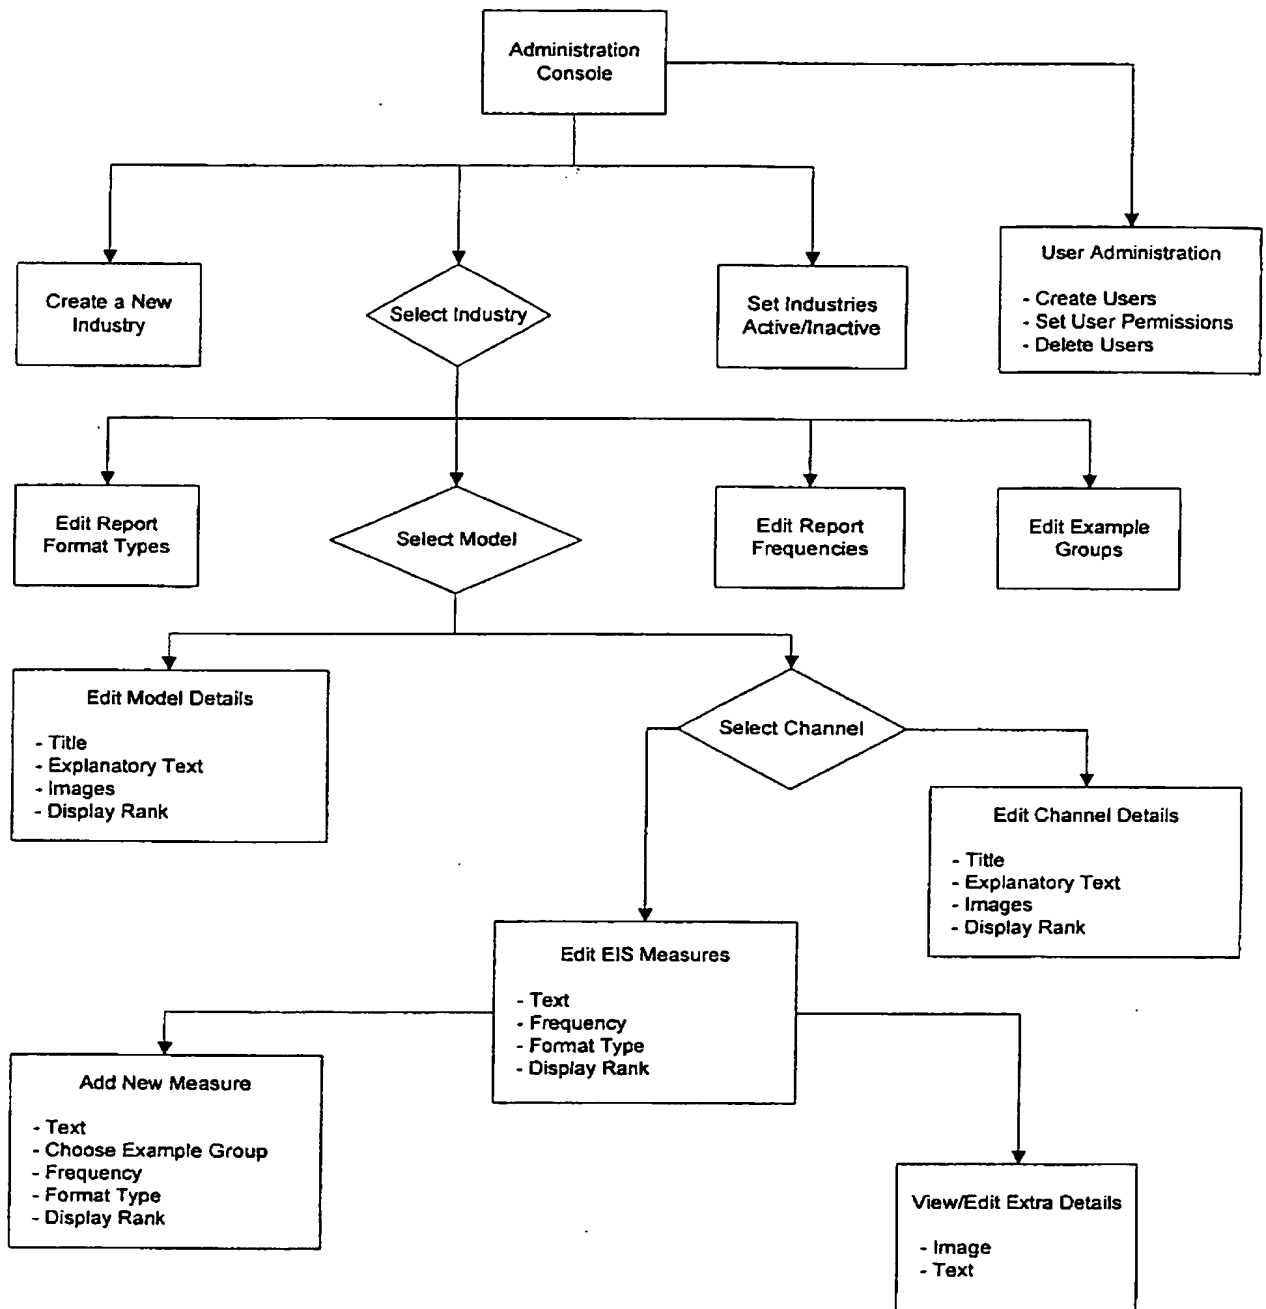 Administration
Console
Create a New
Industry
Select Industry
Set Industries
Active/Inactive
User Administration
- Create Users
- Set User Permissions
- Delete Users
Edit Report
Format Types
Select Model
Edit Report
Frequencies
Edit Example
Groups
Edit Model Details
- Title
- Explanatory Text
- Images
- Display Rank
Select Channel
Edit Channel Details
- Title
- Explanatory Text
- Images
- Display Rank
Edit EIS Measures
- Text
- Frequency
- Format Type
- Display Rank
Add New Measure
- Text
- Choose Example Group
- Frequency
- Format Type
- Display Rank
View/Edit Extra Details
- Image
- Text